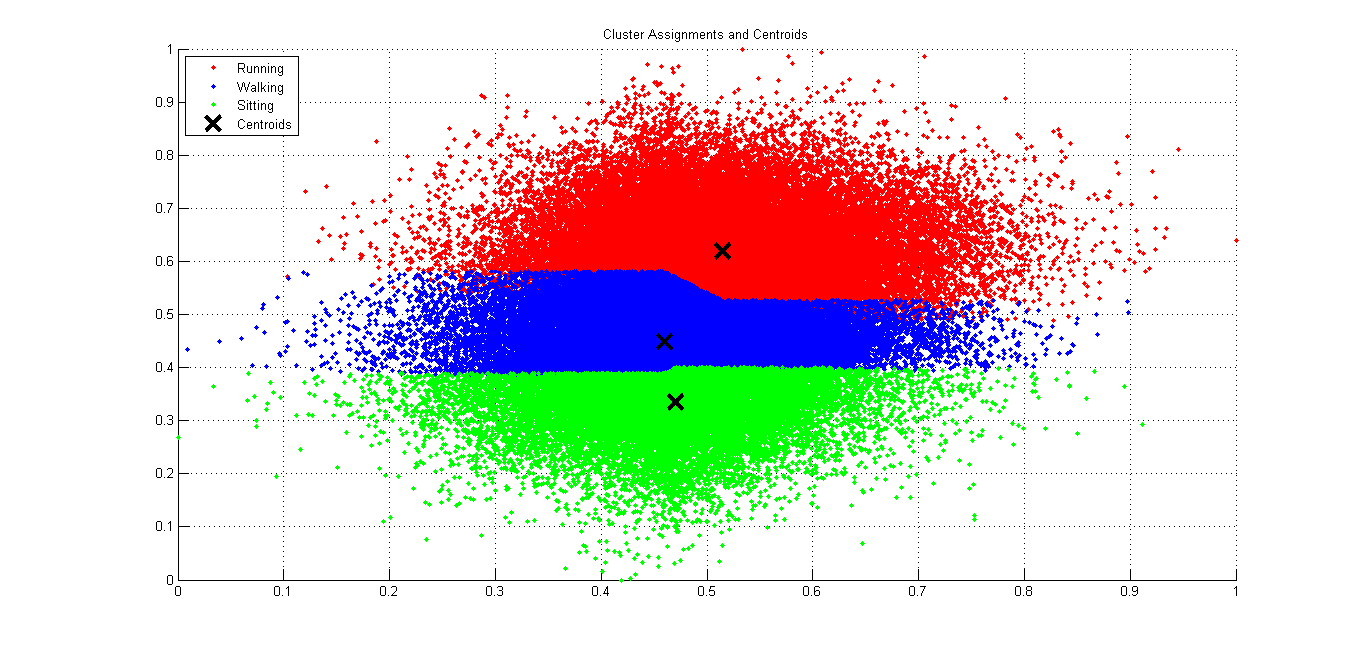 Cluster Assignments and Centroids
1
0.9
0.8
0.7
0.6
0.5
0.4
0.3
0.2
0.1
0
Running
Walking
Sitting
Centroids
0 0.1 0.2 0.3 0.4 0.5 0.6 0.7 0.8 0.9 1